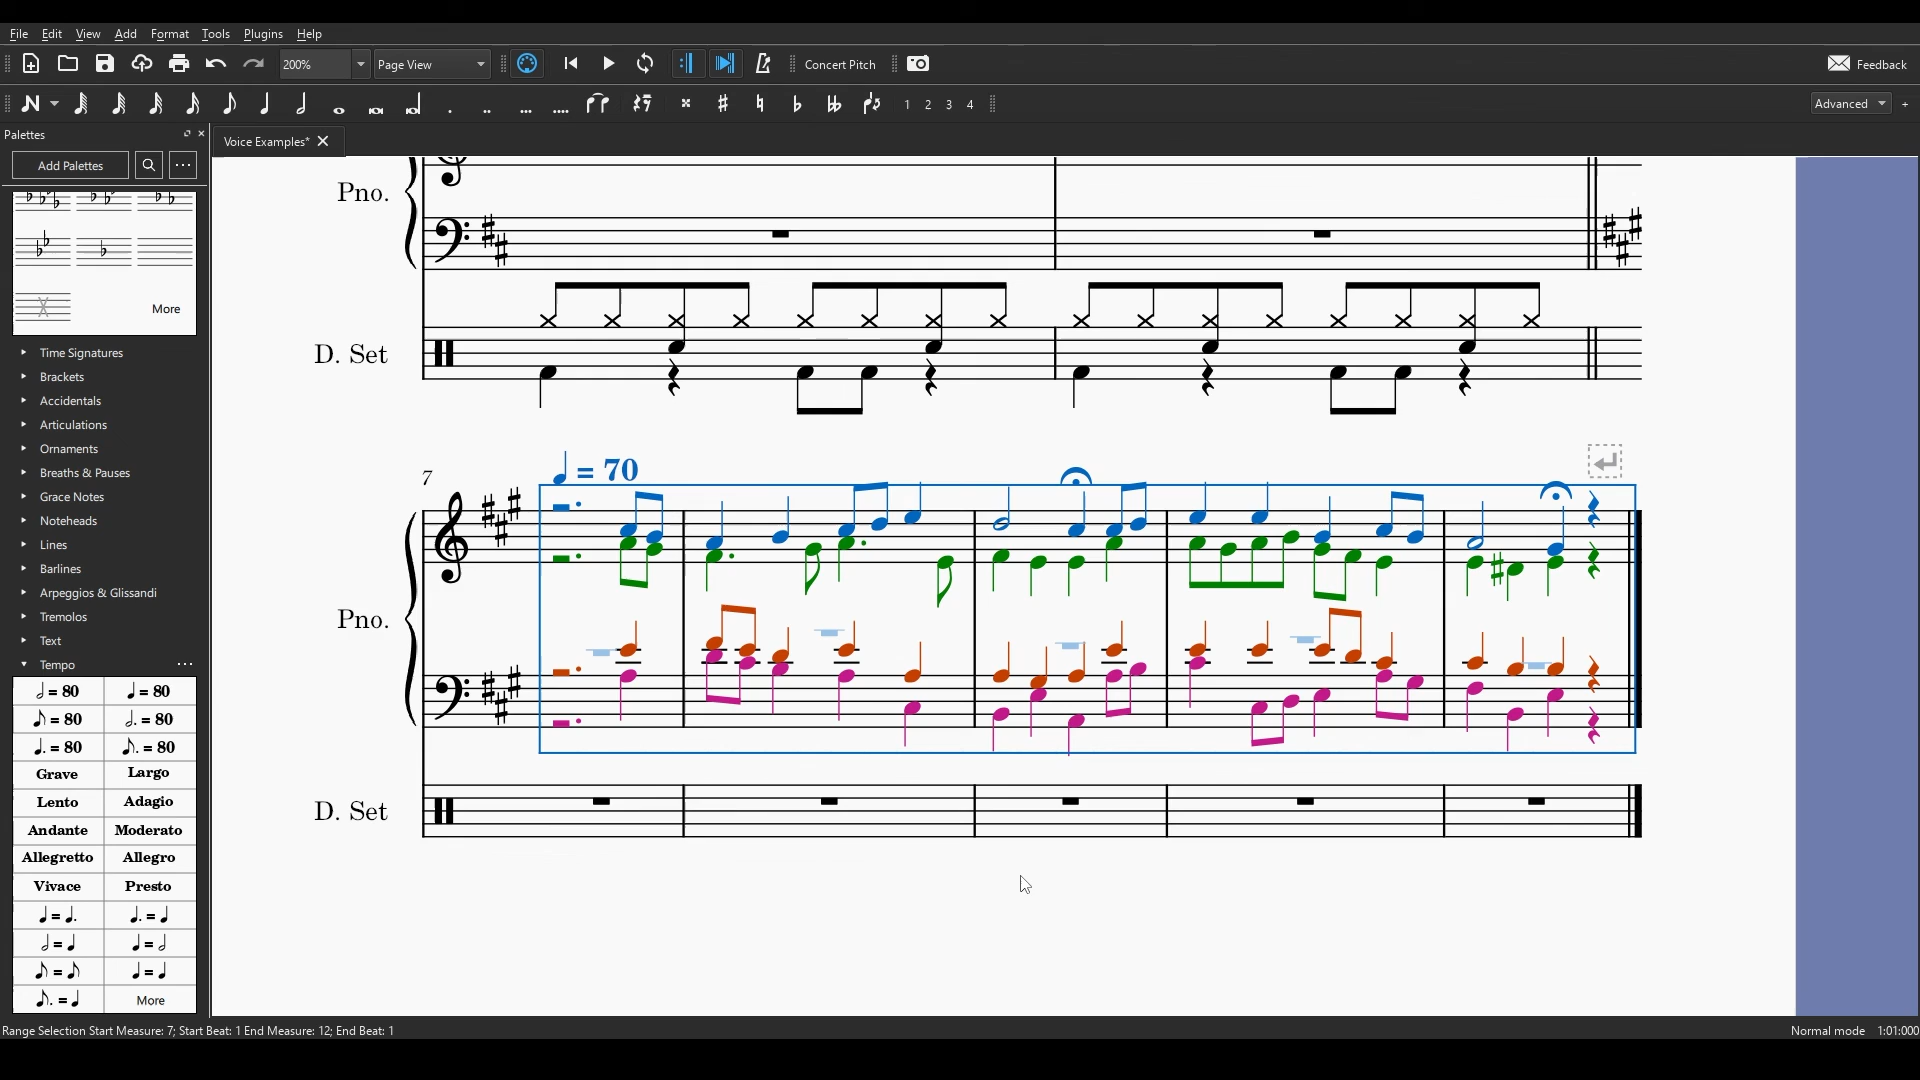 File Edit View Add Format Tools Plugins Help
200% Page View Concert Pitch Feedback
1 2 3 4 Advanced +
Palettes
Voice Examples*
Add Palettes ...
More
Time Signatures
Brackets
Accidentals
Articulations
Ornaments
Breaths & Pauses
Grace Notes
Noteheads
Lines
Barlines
Arpeggios & Glissandi
Tremolos
Text
Tempo ...
𝅗𝅥 = 80 ♩ = 80
♪ = 80 𝅗𝅥. = 80
♩. = 80 ♪. = 80
Grave Largo
Lento Adagio
Andante Moderato
Allegretto Allegro
Vivace Presto
♩ = ♩. ♩. = ♩
𝅗𝅥 = ♩ ♩ = 𝅗𝅥
♪ = ♪ ♩ = ♩
♪. = ♩ More
Pno.
D. Set
7 ♩ = 70
Pno.
D. Set
Range Selection Start Measure: 7; Start Beat: 1 End Measure: 12; End Beat: 1
Normal mode 1:01:000